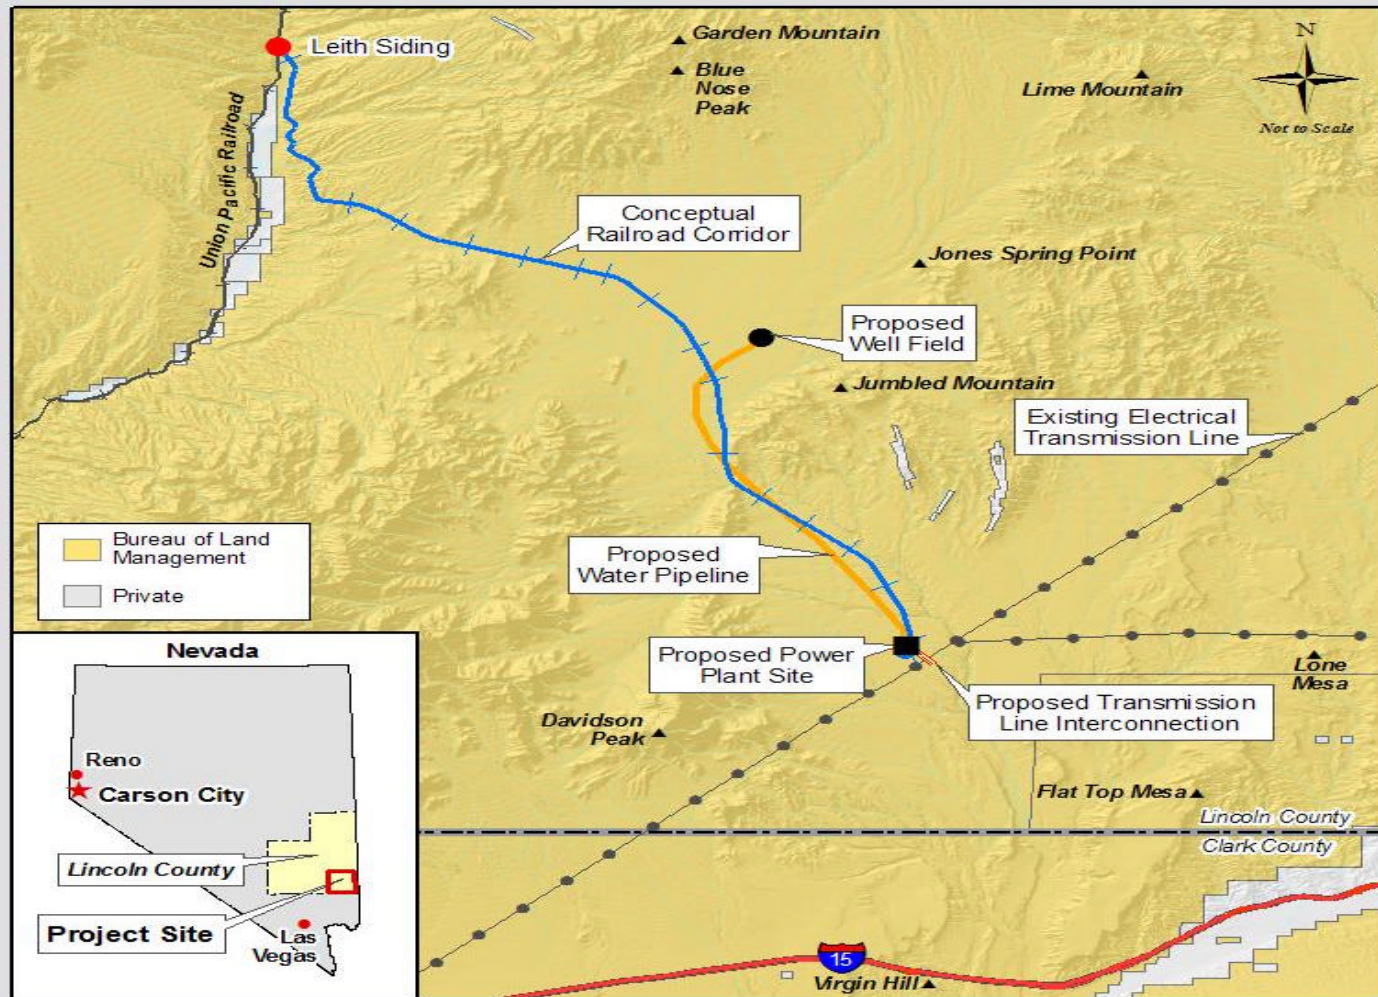 Leith Siding
Garden Mountain
Blue
Nose
Peak
Lime Mountain
N
Not to Scale
Union Pacific Railroad
Conceptual
Railroad Corridor
Jones Spring Point
Proposed
Well Field
Jumbled Mountain
Existing Electrical
Transmission Line
Bureau of Land
Management
Private
Proposed
Water Pipeline
Proposed Power
Plant Site
Lone
Mesa
Proposed Transmission
Line Interconnection
Davidson
Peak
Flat Top Mesa
Lincoln County
Clark County
15
Virgin Hill
Nevada
Reno
Carson City
Lincoln County
Project Site
Las
Vegas